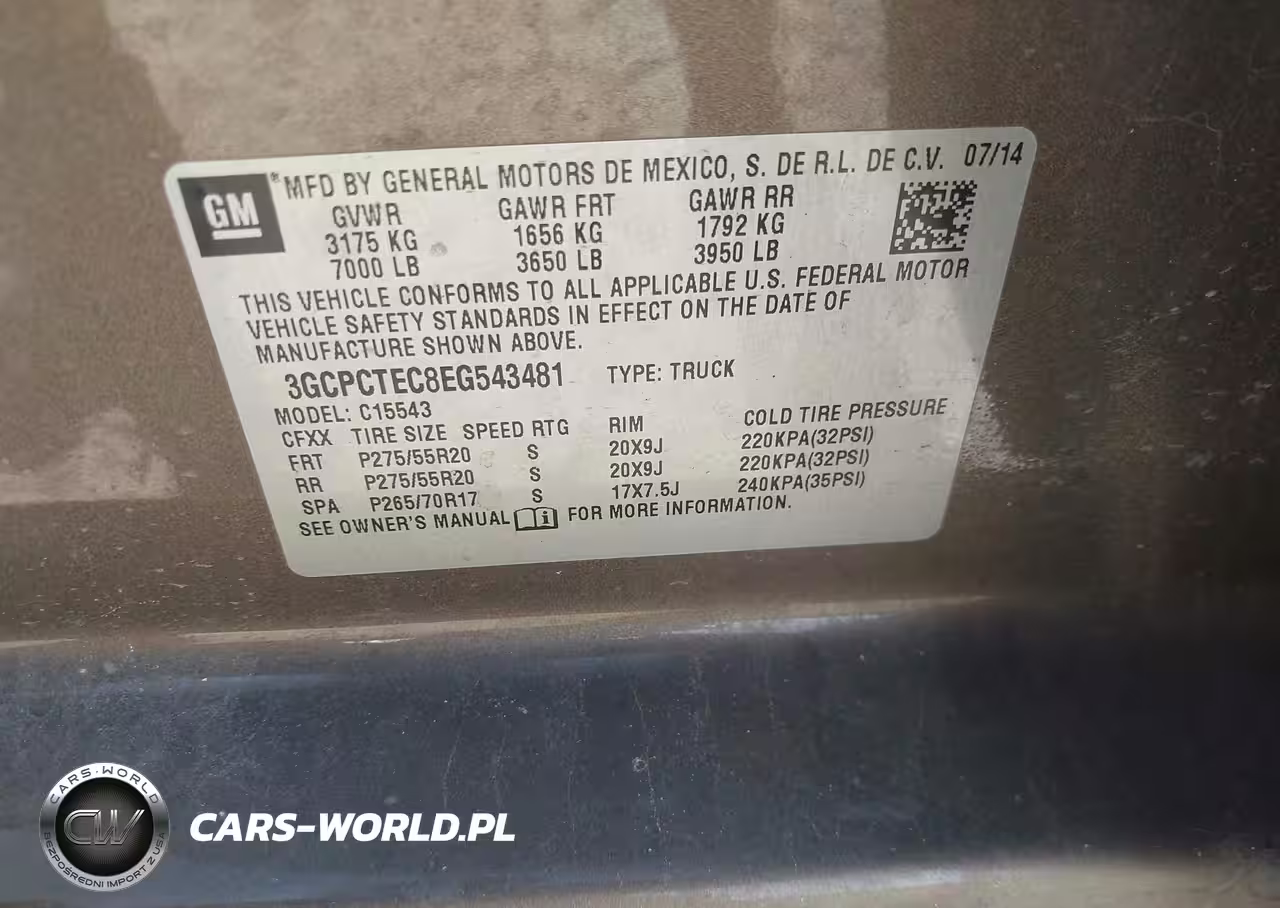 GM ® MFD BY GENERAL MOTORS DE MEXICO, S. DE R.L. DE C.V. 07/14
GVWR GAWR FRT GAWR RR
3175 KG 1656 KG 1792 KG
7000 LB 3650 LB 3950 LB
THIS VEHICLE CONFORMS TO ALL APPLICABLE U.S. FEDERAL MOTOR
VEHICLE SAFETY STANDARDS IN EFFECT ON THE DATE OF
MANUFACTURE SHOWN ABOVE.
3GCPCTEC8EG543481 TYPE: TRUCK
MODEL: C15543
CFXX TIRE SIZE SPEED RTG RIM COLD TIRE PRESSURE
FRT P275/55R20 S 20X9J 220KPA(32PSI)
RR P275/55R20 S 20X9J 220KPA(32PSI)
SPA P265/70R17 S 17X7.5J 240KPA(35PSI)
SEE OWNER'S MANUAL FOR MORE INFORMATION.
CARS-WORLD
CW
BEZPOŚREDNI IMPORT Z USA
CARS-WORLD.PL